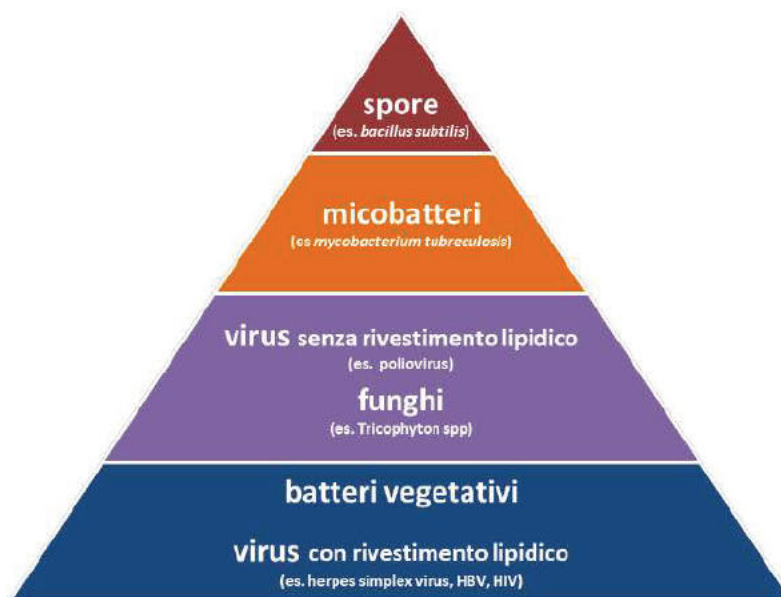 spore
(es. bacillus subtilis)
micobatteri
(es mycobacterium tubreculosis)
virus senza rivestimento lipidico
(es. poliovirus)
funghi
(es. Tricophyton spp)
batteri vegetativi
virus con rivestimento lipidico
(es. herpes simplex virus, HBV, HIV)